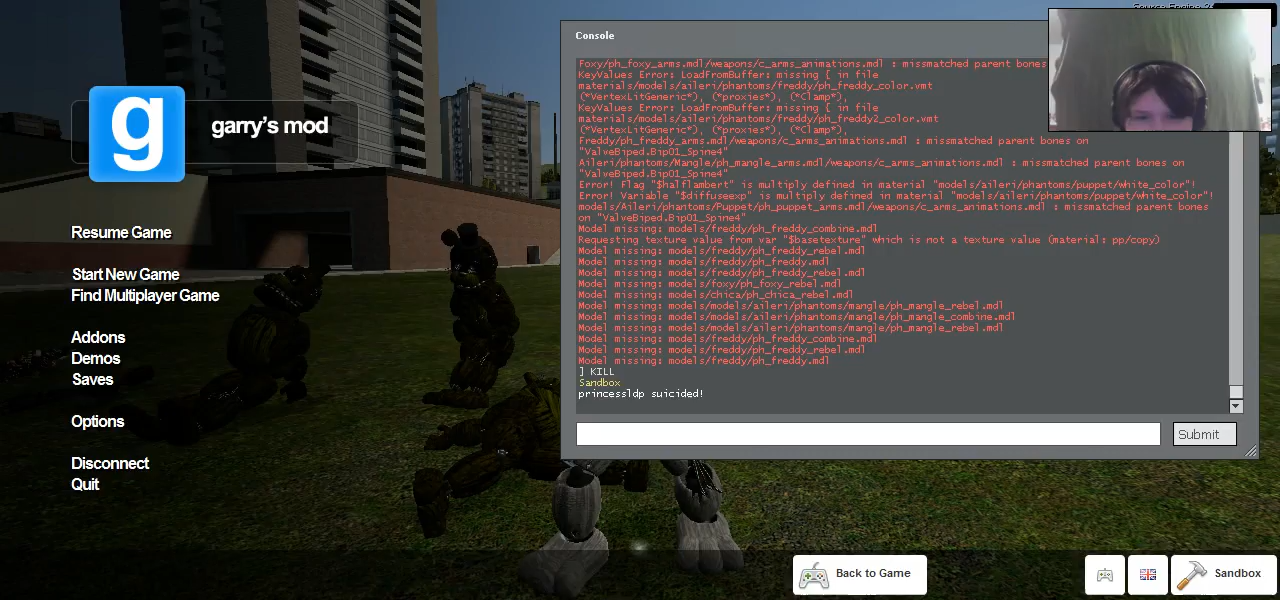 Console
Foxy/ph_foxy_arms.mdl/weapons/c_arms_animations.mdl : missmatched parent bones
KeyValues Error: LoadFromBuffer: missing { in file
materials/models/aileri/phantoms/freddy/ph_freddy_color.vmt
(*VertexLitGeneric*), (*proxies*), (*Clamp*),
KeyValues Error: LoadFromBuffer: missing { in file
materials/models/aileri/phantoms/freddy/ph_freddy2_color.vmt
(*VertexLitGeneric*), (*proxies*), (*Clamp*),
Freddy/ph_freddy_arms.mdl/weapons/c_arms_animations.mdl : missmatched parent bones on
"ValveBiped.Bip01_Spine4"
Aileri/phantoms/Mangle/ph_mangle_arms.mdl/weapons/c_arms_animations.mdl : missmatched parent bones on
"ValveBiped.Bip01_Spine4"
Error! Flag "$halflambert" is multiply defined in material "models/aileri/phantoms/puppet/white_color"!
Error! Variable "$diffuseexp" is multiply defined in material "models/aileri/phantoms/puppet/white_color"!
models/Aileri/phantoms/Puppet/ph_puppet_arms.mdl/weapons/c_arms_animations.mdl : missmatched parent bones
on "ValveBiped.Bip01_Spine4"
Model missing: models/freddy/ph_freddy_combine.mdl
Requesting texture value from var "$basetexture" which is not a texture value (material: pp/copy)
Model missing: models/freddy/ph_freddy_rebel.mdl
Model missing: models/freddy/ph_freddy.mdl
Model missing: models/freddy/ph_freddy_rebel.mdl
Model missing: models/foxy/ph_foxy_rebel.mdl
Model missing: models/chica/ph_chica_rebel.mdl
Model missing: models/models/aileri/phantoms/mangle/ph_mangle_rebel.mdl
Model missing: models/models/aileri/phantoms/mangle/ph_mangle_combine.mdl
Model missing: models/models/aileri/phantoms/mangle/ph_mangle_rebel.mdl
Model missing: models/freddy/ph_freddy_combine.mdl
Model missing: models/freddy/ph_freddy_rebel.mdl
Model missing: models/freddy/ph_freddy.mdl
] KILL
Sandbox
princessldp suicided!
Submit
g garry's mod
Resume Game
Start New Game
Find Multiplayer Game
Addons
Demos
Saves
Options
Disconnect
Quit
Back to Game
Sandbox